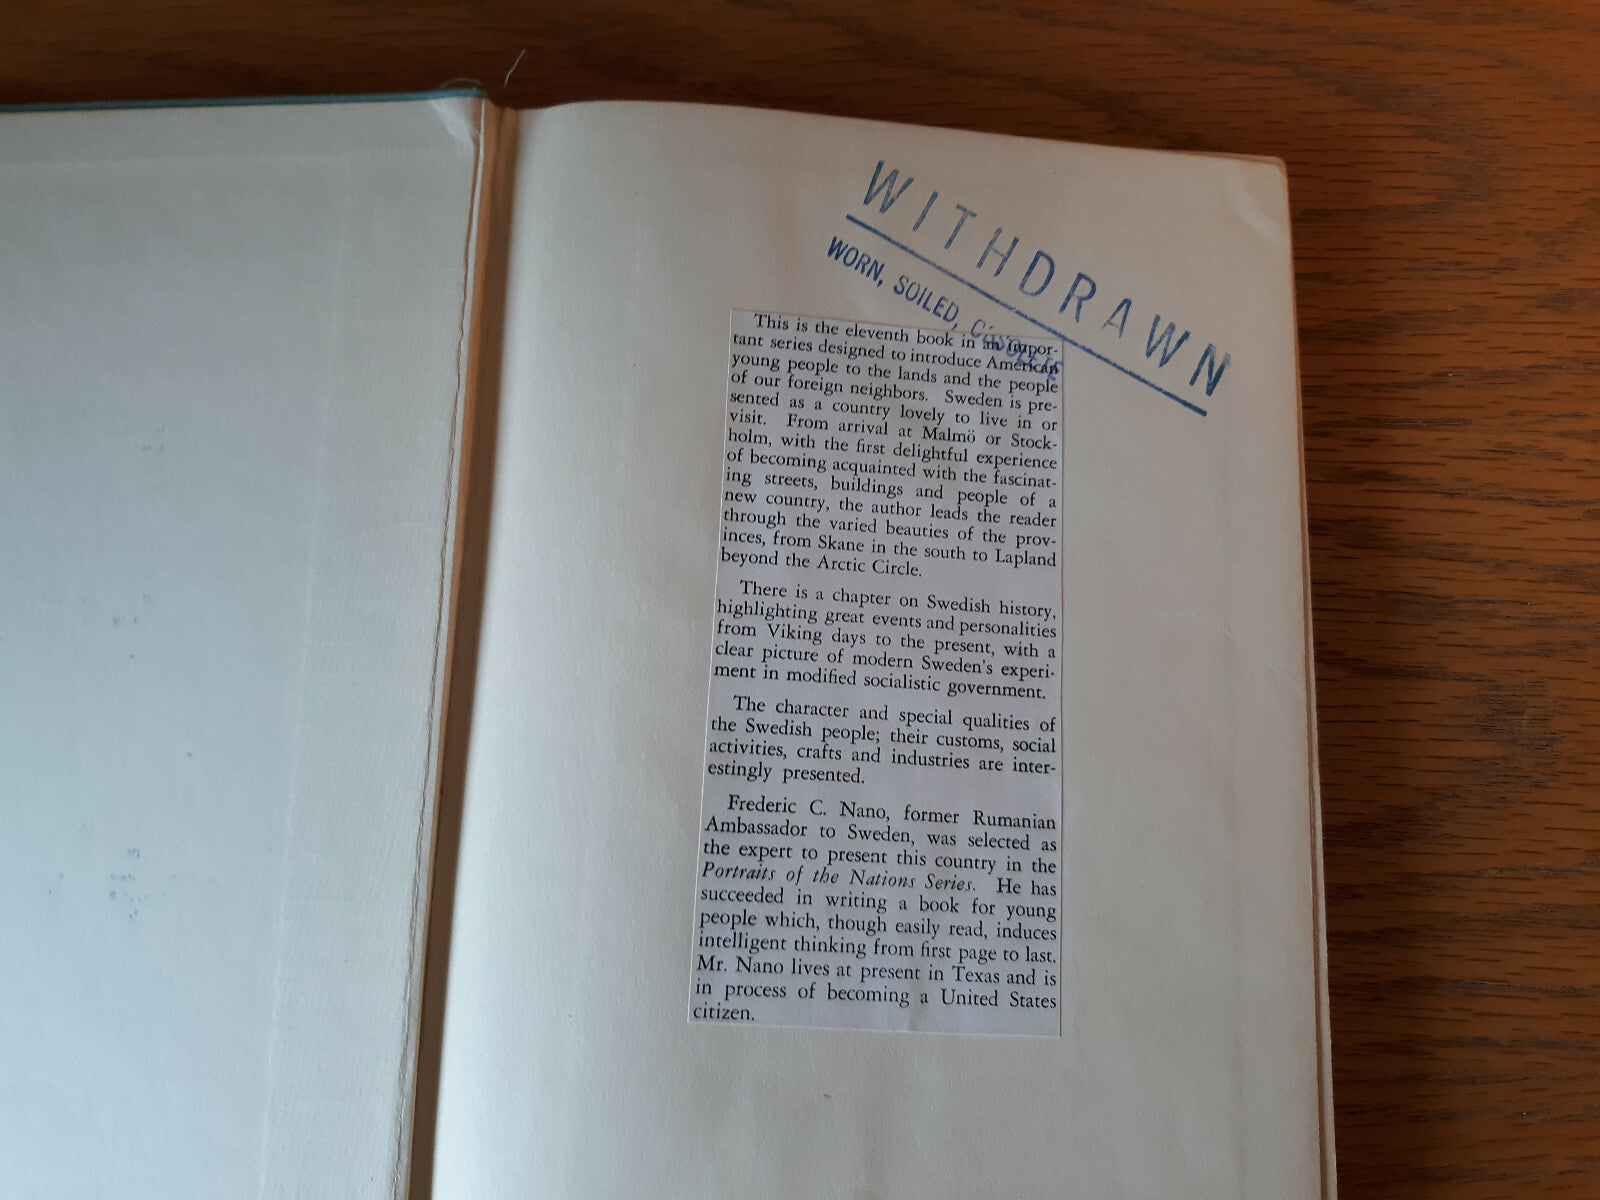 WITHDRAWN
WORN, SOILED, OBSOLETE
This is the eleventh book in an impor-
tant series designed to introduce American
young people to the lands and the people
of our foreign neighbors. Sweden is pre-
sented as a country lovely to live in or
visit. From arrival at Malmö or Stock-
holm, with the first delightful experience
of becoming acquainted with the fascinat-
ing streets, buildings and people of a
new country, the author leads the reader
through the varied beauties of the prov-
inces, from Skane in the south to Lapland
beyond the Arctic Circle.
There is a chapter on Swedish history,
highlighting great events and personalities
from Viking days to the present, with a
clear picture of modern Sweden's experi-
ment in modified socialistic government.
The character and special qualities of
the Swedish people; their customs, social
activities, crafts and industries are inter-
estingly presented.
Frederic C. Nano, former Rumanian
Ambassador to Sweden, was selected as
the expert to present this country in the
Portraits of the Nations Series. He has
succeeded in writing a book for young
people which, though easily read, induces
intelligent thinking from first page to last.
Mr. Nano lives at present in Texas and is
in process of becoming a United States
citizen.